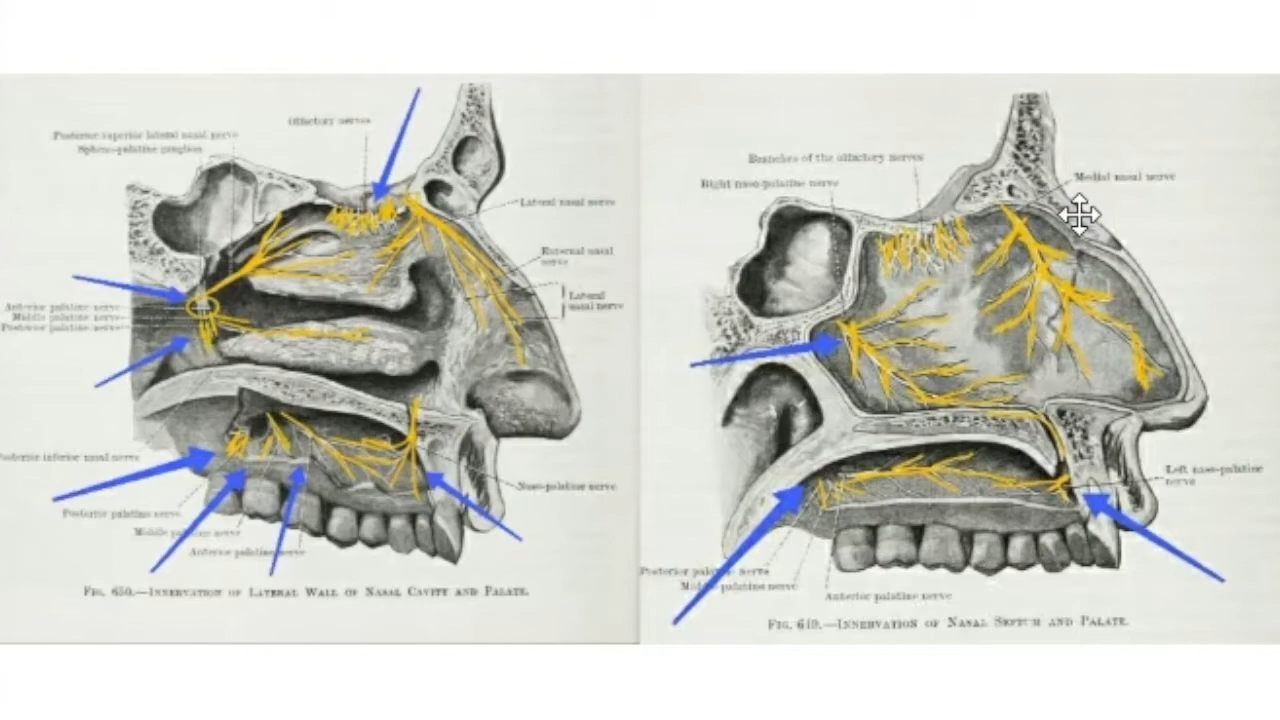 Olfactory nerves
Posterior superior lateral nasal nerve
Spheno-palatine ganglion
Lateral nasal nerve
External nasal
nerve
Lateral
nasal nerve
Anterior palatine nerve
Middle palatine nerve
Posterior palatine nerve
Posterior inferior nasal nerve
Naso-palatine nerve
Posterior palatine nerve
Middle palatine nerve
Anterior palatine nerve
Fig. 650.—Innervation of Lateral Wall of Nasal Cavity and Palate.
Branches of the olfactory nerves
Right naso-palatine nerve
Medial nasal nerve
Left naso-palatine
nerve
Posterior nerve
palatine nerve
Anterior palatine nerve
Fig. 649.—Innervation of Nasal Septum and Palate.